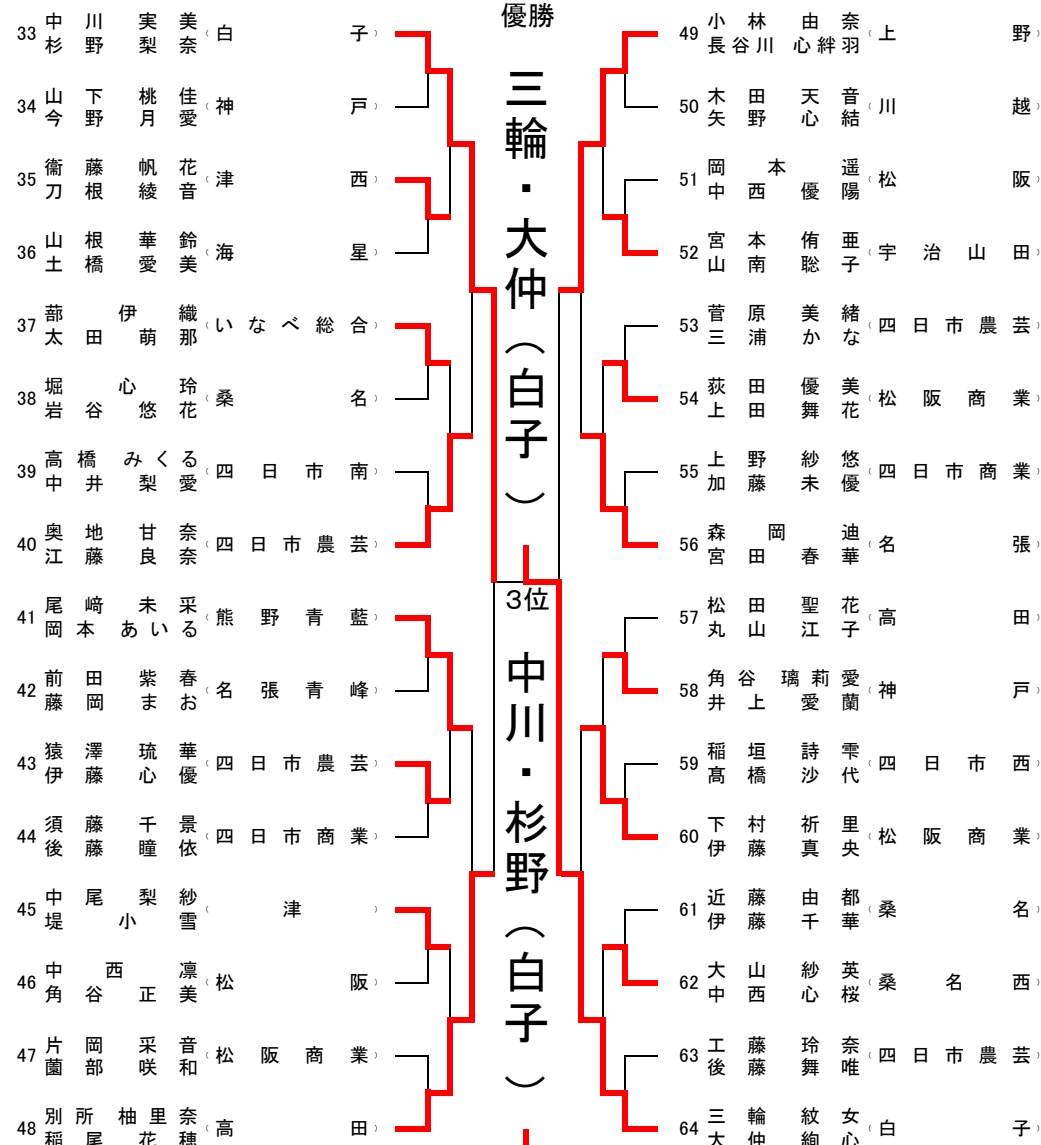 優勝
三輪・大仲（白子）
3位
中川・杉野（白子）
33 中川 実美 杉野 梨奈 （白子）
34 山下 桃佳 今野 月愛 （神戸）
35 衞藤 帆花 刀根 綾音 （津西）
36 山根 華鈴 土橋 愛美 （海星）
37 蔀 伊織 太田 萌那 （いなべ総合）
38 堀 心玲 岩谷 悠花 （桑名）
39 高橋 みくる 中井 梨愛 （四日市南）
40 奥地 甘奈 江藤 良奈 （四日市農芸）
41 尾﨑 未采 岡本 あいる （熊野青藍）
42 前田 紫春 藤岡 まお （名張青峰）
43 猿澤 琉華 伊藤 心優 （四日市農芸）
44 須藤 千景 後藤 瞳依 （四日市商業）
45 中尾 梨紗 堤 小雪 （津）
46 中西 凛 角谷 正美 （松阪）
47 片岡 采音 薗部 咲和 （松阪商業）
48 別所 柚里奈 稲尾 花穂 （高田）
49 小林 由奈 長谷川 心絆羽 （上野）
50 木田 天音 矢野 心結 （川越）
51 岡本 遥 中西 優陽 （松阪）
52 宮本 侑亜 山南 聡子 （宇治山田）
53 菅原 美緒 三浦 かな （四日市農芸）
54 荻田 優美 上田 舞花 （松阪商業）
55 上野 紗悠 加藤 未優 （四日市商業）
56 森岡 迪 宮田 春華 （名張）
57 松田 聖花 丸山 江子 （高田）
58 角谷 璃莉愛 井上 愛蘭 （神戸）
59 稲垣 詩雫 髙橋 沙代 （四日市西）
60 下村 祈里 伊藤 真央 （松阪商業）
61 近藤 由都 伊藤 千華 （桑名）
62 大山 紗英 中西 心桜 （桑名西）
63 工藤 玲奈 後藤 舞唯 （四日市農芸）
64 三輪 紋女 大仲 絢心 （白子）